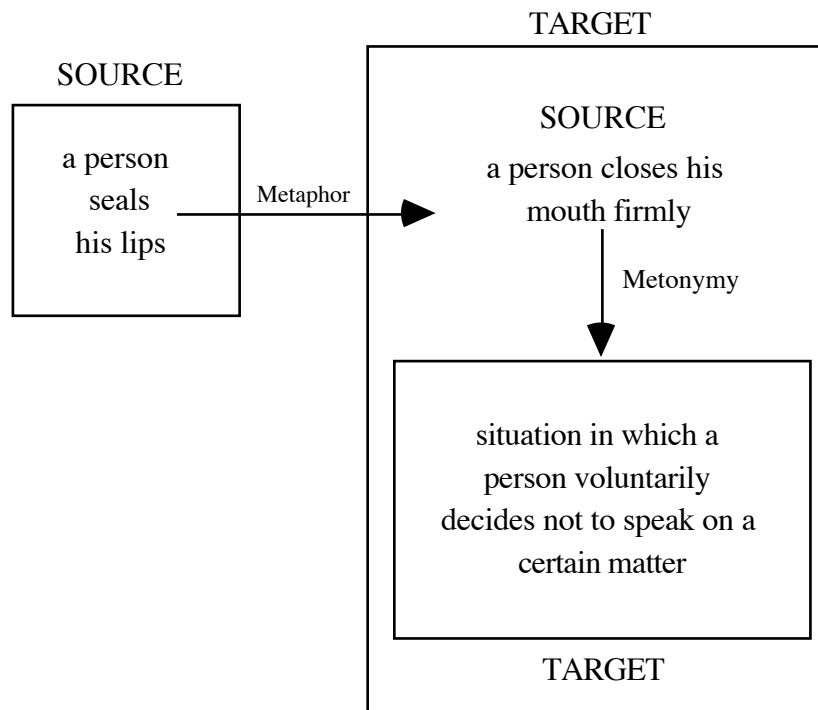 TARGET
SOURCE
SOURCE
a person
seals
his lips
Metaphor
a person closes his
mouth firmly
Metonymy
situation in which a
person voluntarily
decides not to speak on a
certain matter
TARGET